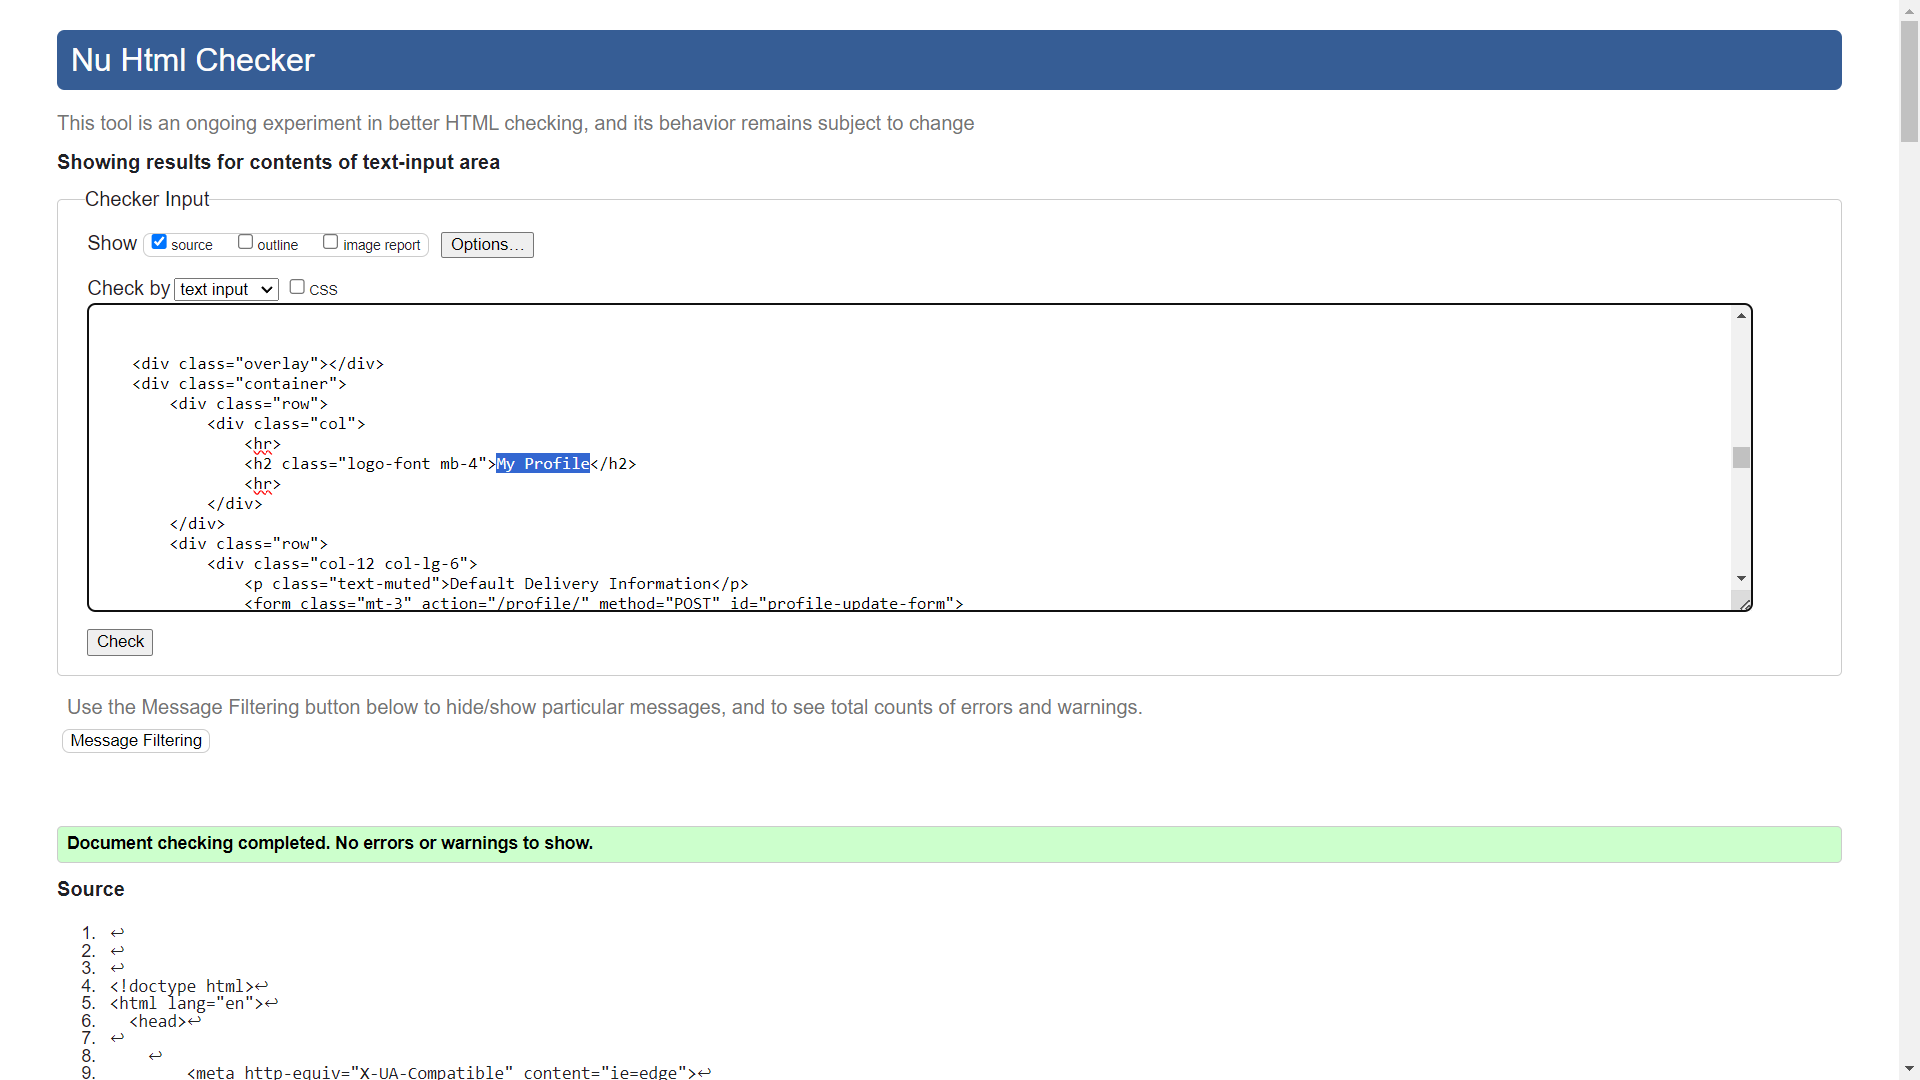 Nu Html Checker
This tool is an ongoing experiment in better HTML checking, and its behavior remains subject to change
Showing results for contents of text-input area
Checker Input
Show source outline image report Options...
Check by text input CSS
<div class="overlay"></div>
<div class="container">
<div class="row">
<div class="col">
<hr>
<h2 class="logo-font mb-4">My Profile</h2>
<hr>
</div>
</div>
<div class="row">
<div class="col-12 col-lg-6">
<p class="text-muted">Default Delivery Information</p>
<form class="mt-3" action="/profile/" method="POST" id="profile-update-form">
Check
Use the Message Filtering button below to hide/show particular messages, and to see total counts of errors and warnings.
Message Filtering
Document checking completed. No errors or warnings to show.
Source
1. ↩
2. ↩
3. ↩
4. <!doctype html>↩
5. <html lang="en">↩
6. <head>↩
7. ↩
8. ↩
9. <meta http-equiv="X-UA-Compatible" content="ie=edge">↩